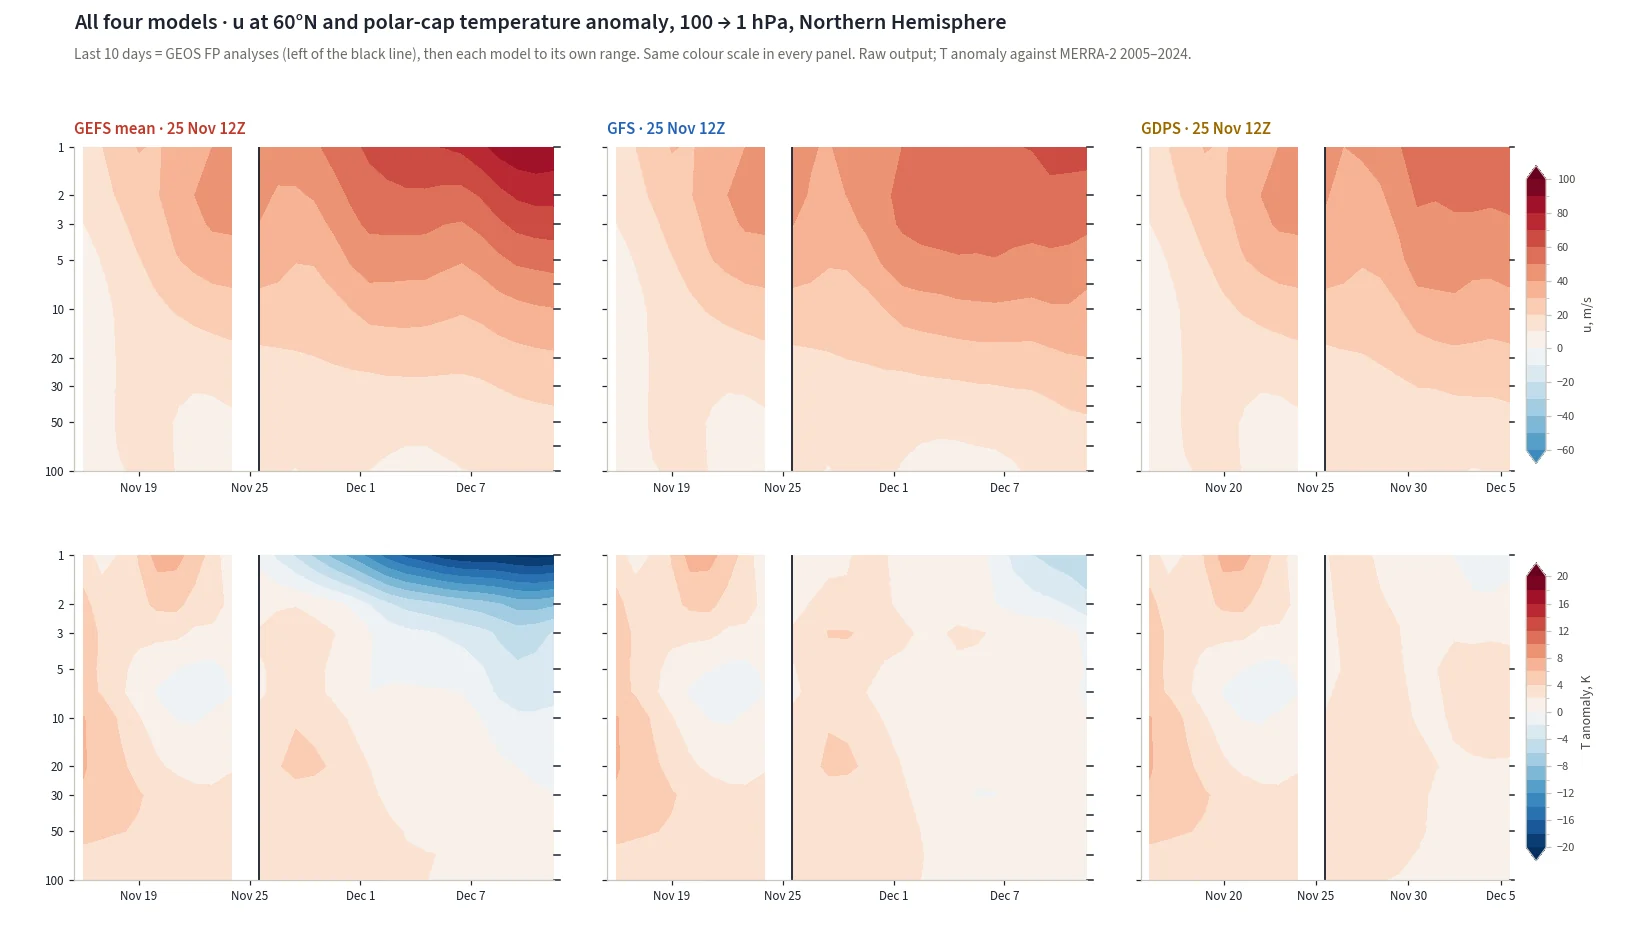 All four models · u at 60°N and polar-cap temperature anomaly, 100 → 1 hPa, Northern Hemisphere
Last 10 days = GEOS FP analyses (left of the black line), then each model to its own range. Same colour scale in every panel. Raw output; T anomaly against MERRA-2 2005–2024.
GEFS mean · 25 Nov 12Z
GFS · 25 Nov 12Z
GDPS · 25 Nov 12Z
1
2
3
5
10
20
30
50
100
Nov 19 Nov 25 Dec 1 Dec 7
Nov 19 Nov 25 Dec 1 Dec 7
Nov 20 Nov 25 Nov 30 Dec 5
100
80
60
40
20
0
−20
−40
−60
u, m/s
1
2
3
5
10
20
30
50
100
Nov 19 Nov 25 Dec 1 Dec 7
Nov 19 Nov 25 Dec 1 Dec 7
Nov 20 Nov 25 Nov 30 Dec 5
20
16
12
8
4
0
−4
−8
−12
−16
−20
T anomaly, K